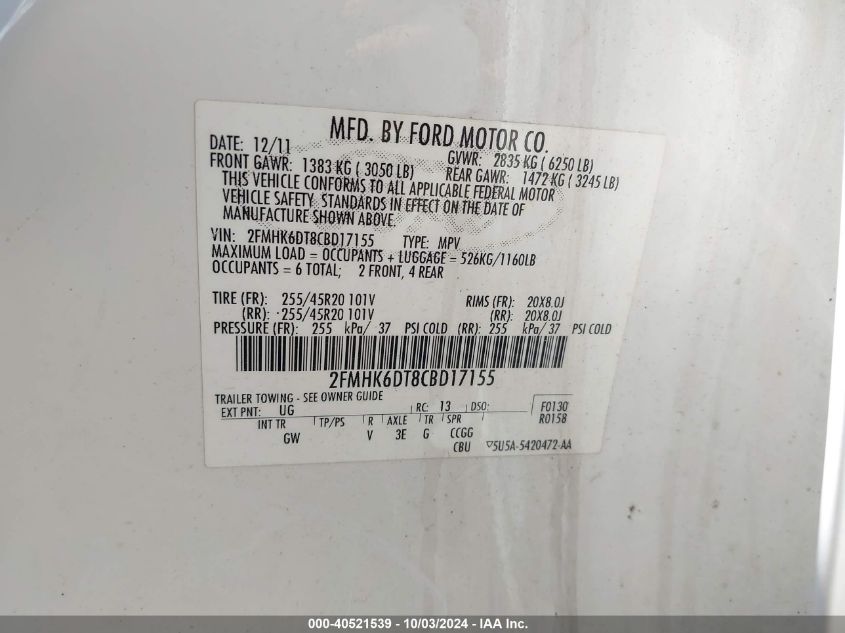 MFD. BY FORD MOTOR CO.
DATE: 12/11 GVWR: 2835 KG ( 6250 LB)
FRONT GAWR: 1383 KG ( 3050 LB) REAR GAWR: 1472 KG ( 3245 LB)
THIS VEHICLE CONFORMS TO ALL APPLICABLE FEDERAL MOTOR
VEHICLE SAFETY STANDARDS IN EFFECT ON THE DATE OF
MANUFACTURE SHOWN ABOVE.
VIN: 2FMHK6DT8CBD17155 TYPE: MPV
MAXIMUM LOAD = OCCUPANTS + LUGGAGE = 526KG/1160LB
OCCUPANTS = 6 TOTAL; 2 FRONT, 4 REAR
TIRE (FR): 255/45R20 101V RIMS (FR): 20X8.0J
(RR): 255/45R20 101V (RR): 20X8.0J
PRESSURE (FR): 255 kPa/ 37 PSI COLD (RR): 255 kPa/ 37 PSI COLD
2FMHK6DT8CBD17155
TRAILER TOWING - SEE OWNER GUIDE
EXT PNT: UG RC: 13 DSO: F0130
INT TR TP/PS R AXLE TR SPR R0158
GW V 3E G CCGG
CBU ▽5U5A-5420472-AA
000-40521539 - 10/03/2024 - IAA Inc.